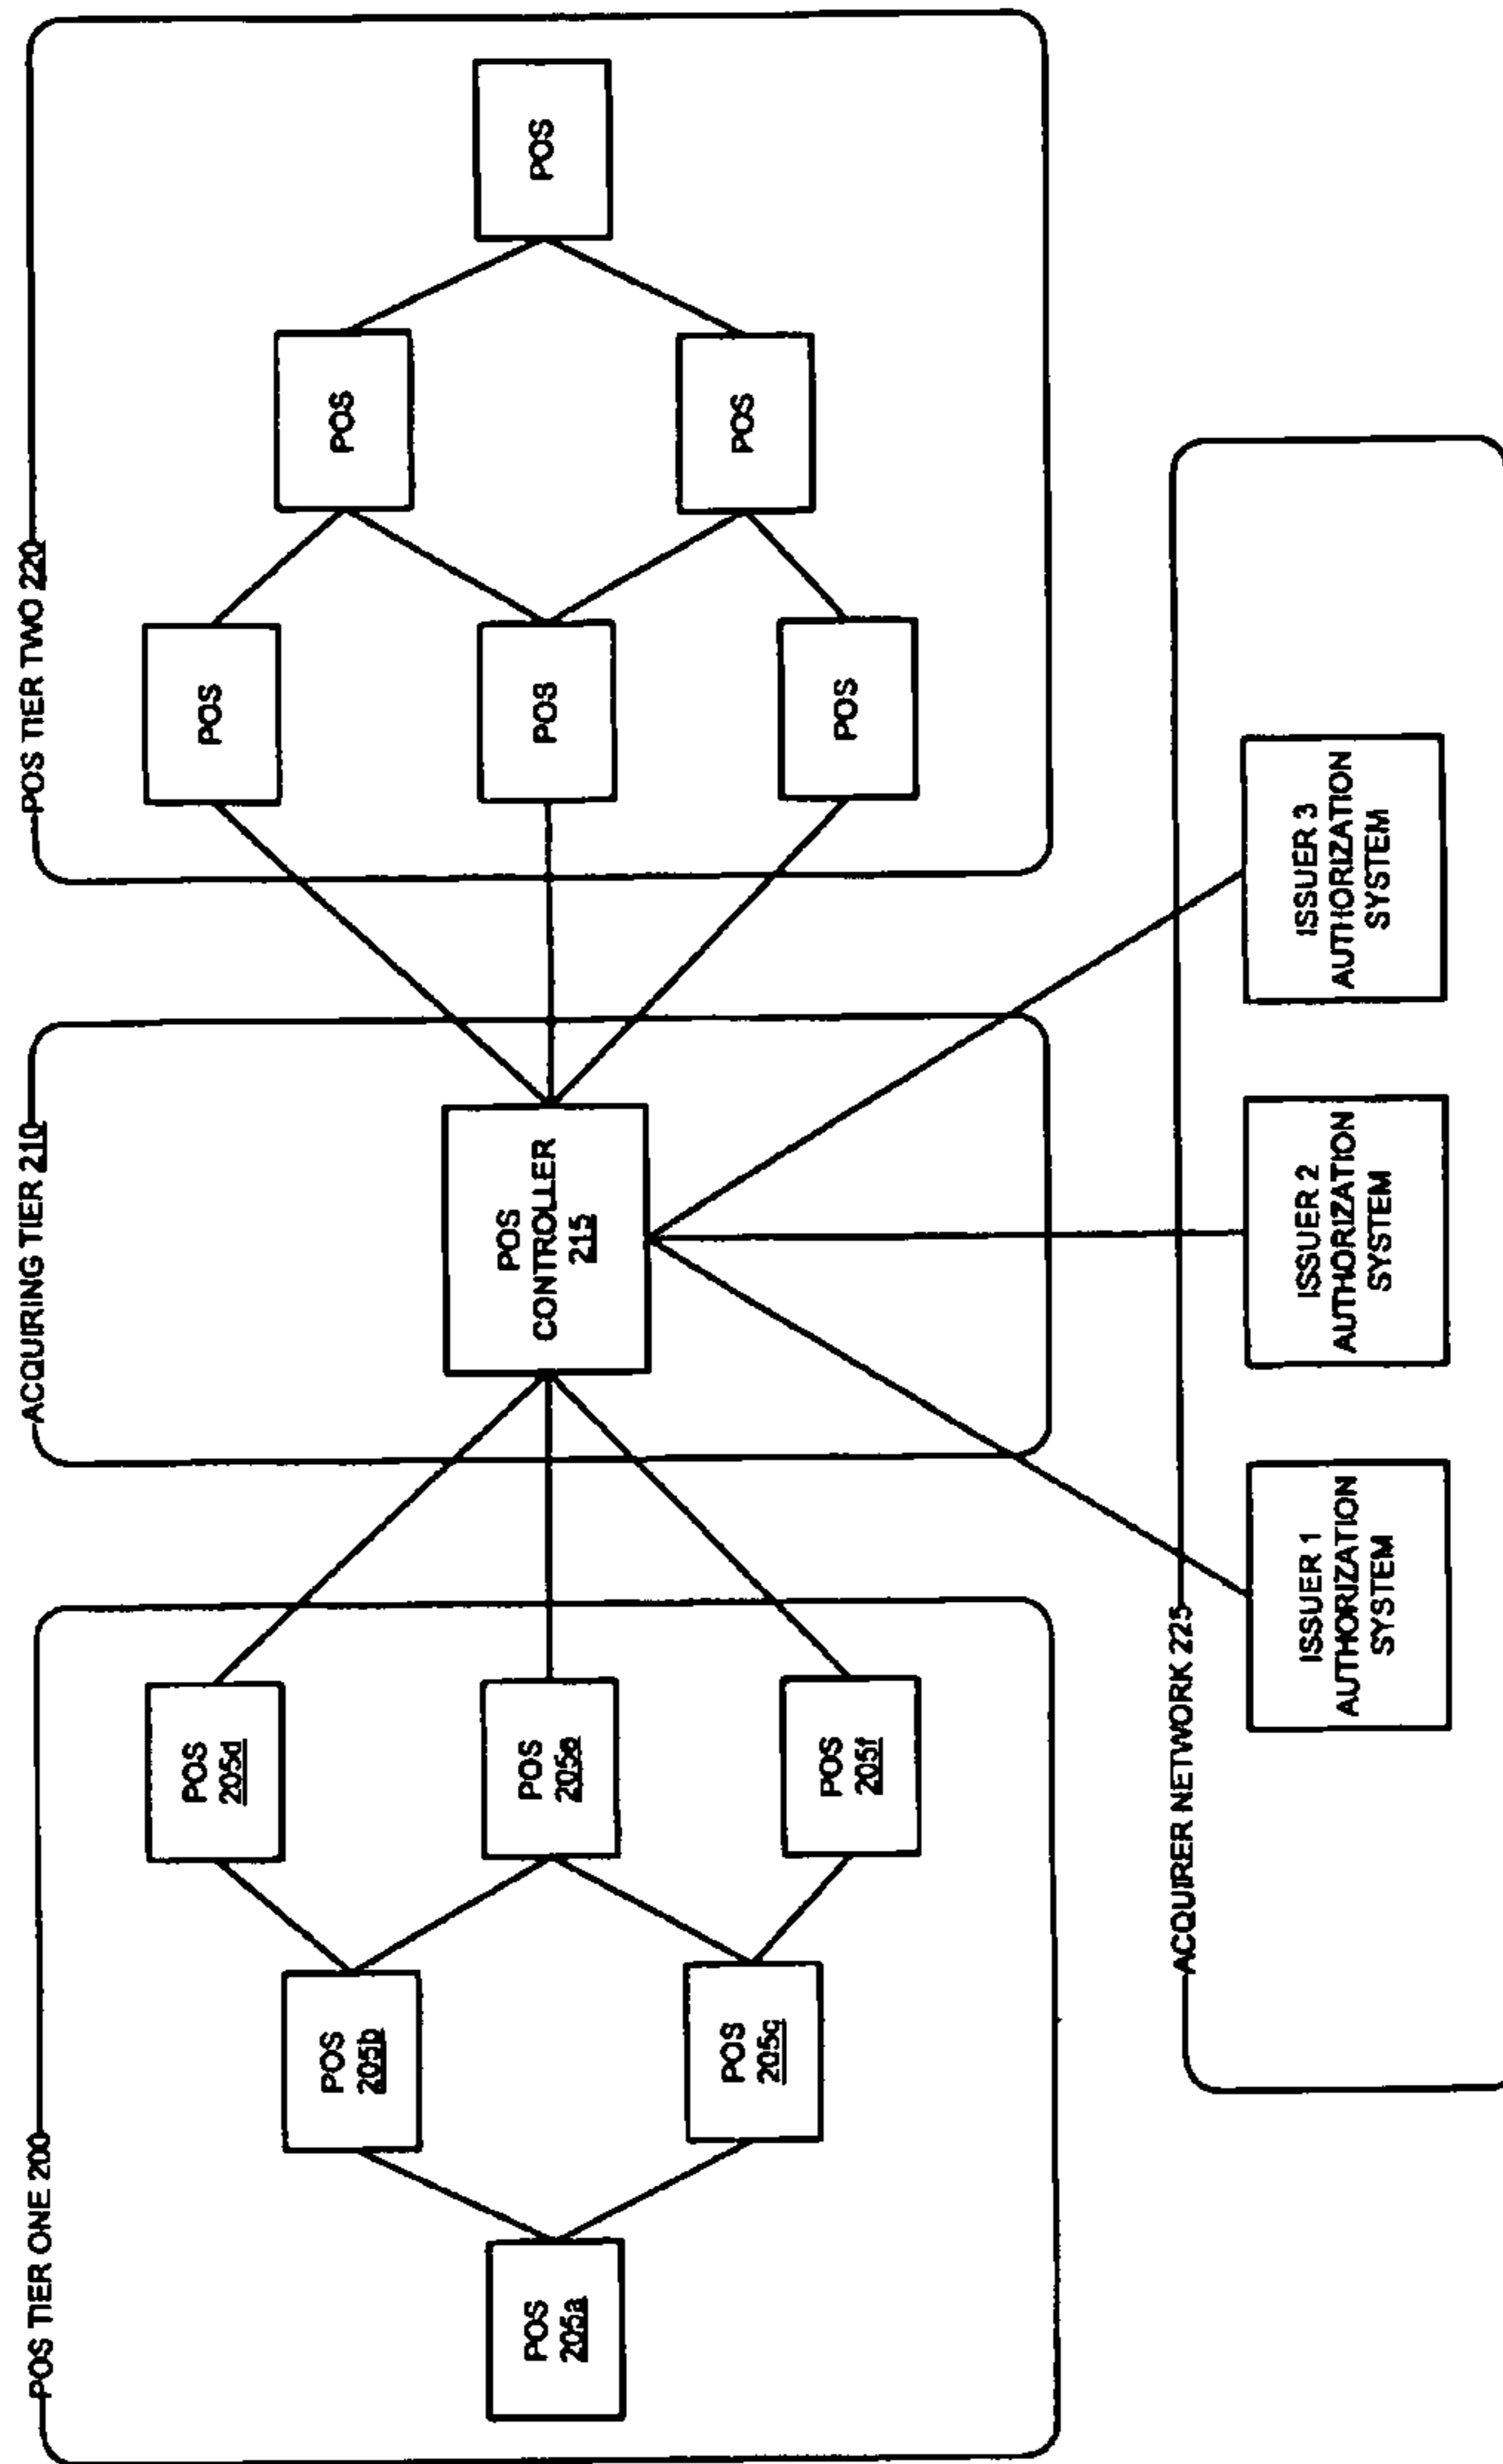 POS TIER ONE 200
POS
205a
POS
205b
POS
205c
POS
205d
POS
205e
POS
205f
ACQUIRING TIER 210
POS
CONTROLLER
215
POS TIER TWO 220
POS
POS
POS
POS
POS
POS
ACQUIRER NETWORK 225
ISSUER 1
AUTHORIZATION
SYSTEM
ISSUER 2
AUTHORIZATION
SYSTEM
ISSUER 3
AUTHORIZATION
SYSTEM